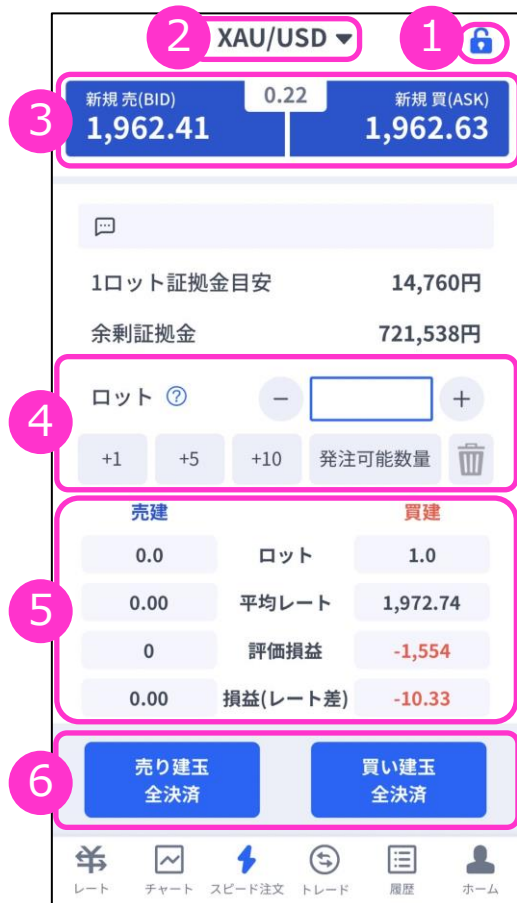 2 XAU/USD 1
3
新規 売(BID) 0.22 新規 買(ASK)
1,962.41 1,962.63
1ロット証拠金目安 14,760円
余剰証拠金 721,538円
4
ロット ? − +
+1 +5 +10 発注可能数量
5
売建 買建
0.0 ロット 1.0
0.00 平均レート 1,972.74
0 評価損益 -1,554
0.00 損益(レート差) -10.33
6
売り建玉 買い建玉
全決済 全決済
レート チャート スピード注文 トレード 履歴 ホーム